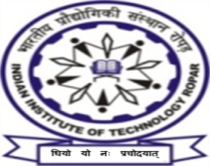 भारतीय प्रौद्योगिकी संस्थान रोपड़
INDIAN INSTITUTE OF TECHNOLOGY ROPAR
धियो यो नः प्रचोदयात्